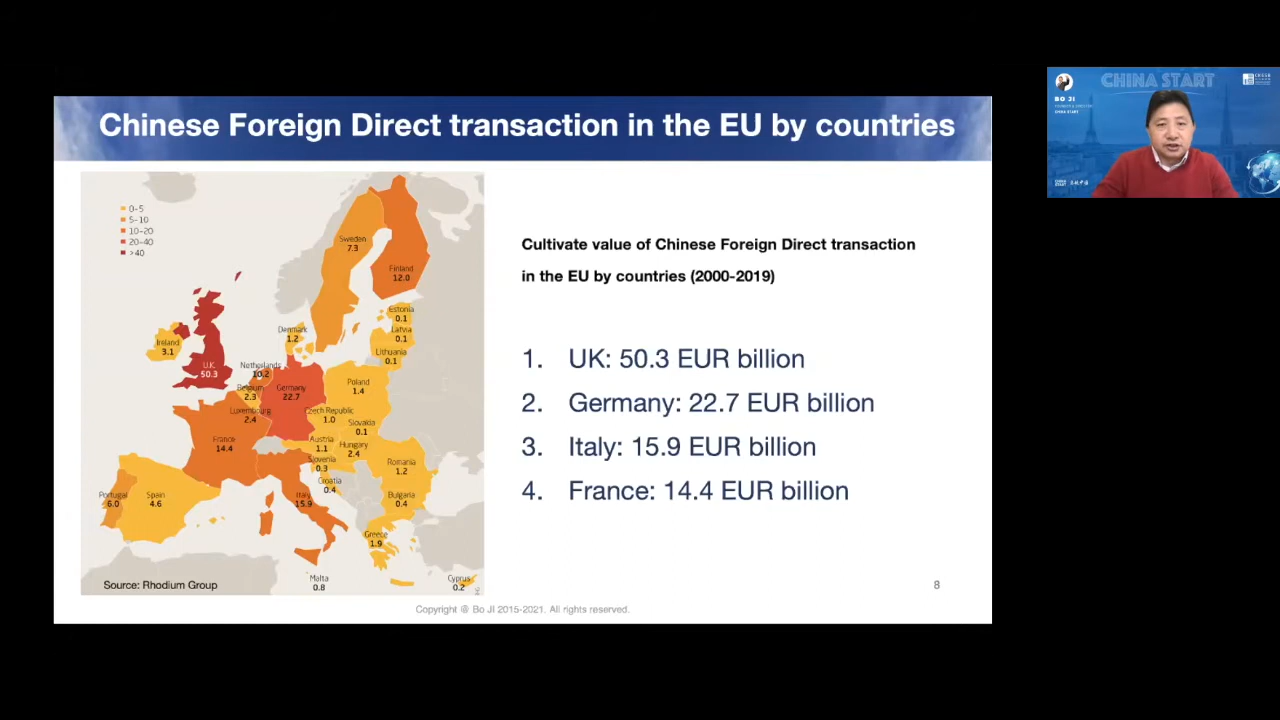 Chinese Foreign Direct transaction in the EU by countries
0-5
5-10
10-20
20-40
>40
Sweden
7.3
Finland
12.0
Estonia
0.1
Latvia
0.1
Lithuania
0.1
Denmark
1.2
Ireland
3.1
U.K.
50.3
Netherlands
10.2
Belgium
2.3
Germany
22.7
Poland
1.4
Luxembourg
2.4
Czech Republic
1.0
Slovakia
0.1
France
14.4
Austria
1.1
Hungary
2.4
Slovenia
0.3
Romania
1.2
Croatia
0.4
Portugal
6.0
Spain
4.6
Italy
15.9
Bulgaria
0.4
Greece
1.9
Malta
0.8
Cyprus
0.2
Source: Rhodium Group
Cultivate value of Chinese Foreign Direct transaction
in the EU by countries (2000-2019)
1. UK: 50.3 EUR billion
2. Germany: 22.7 EUR billion
3. Italy: 15.9 EUR billion
4. France: 14.4 EUR billion
8
Copyright @ Bo JI 2015-2021. All rights reserved.
CHINA START
BO JI
CHINA START